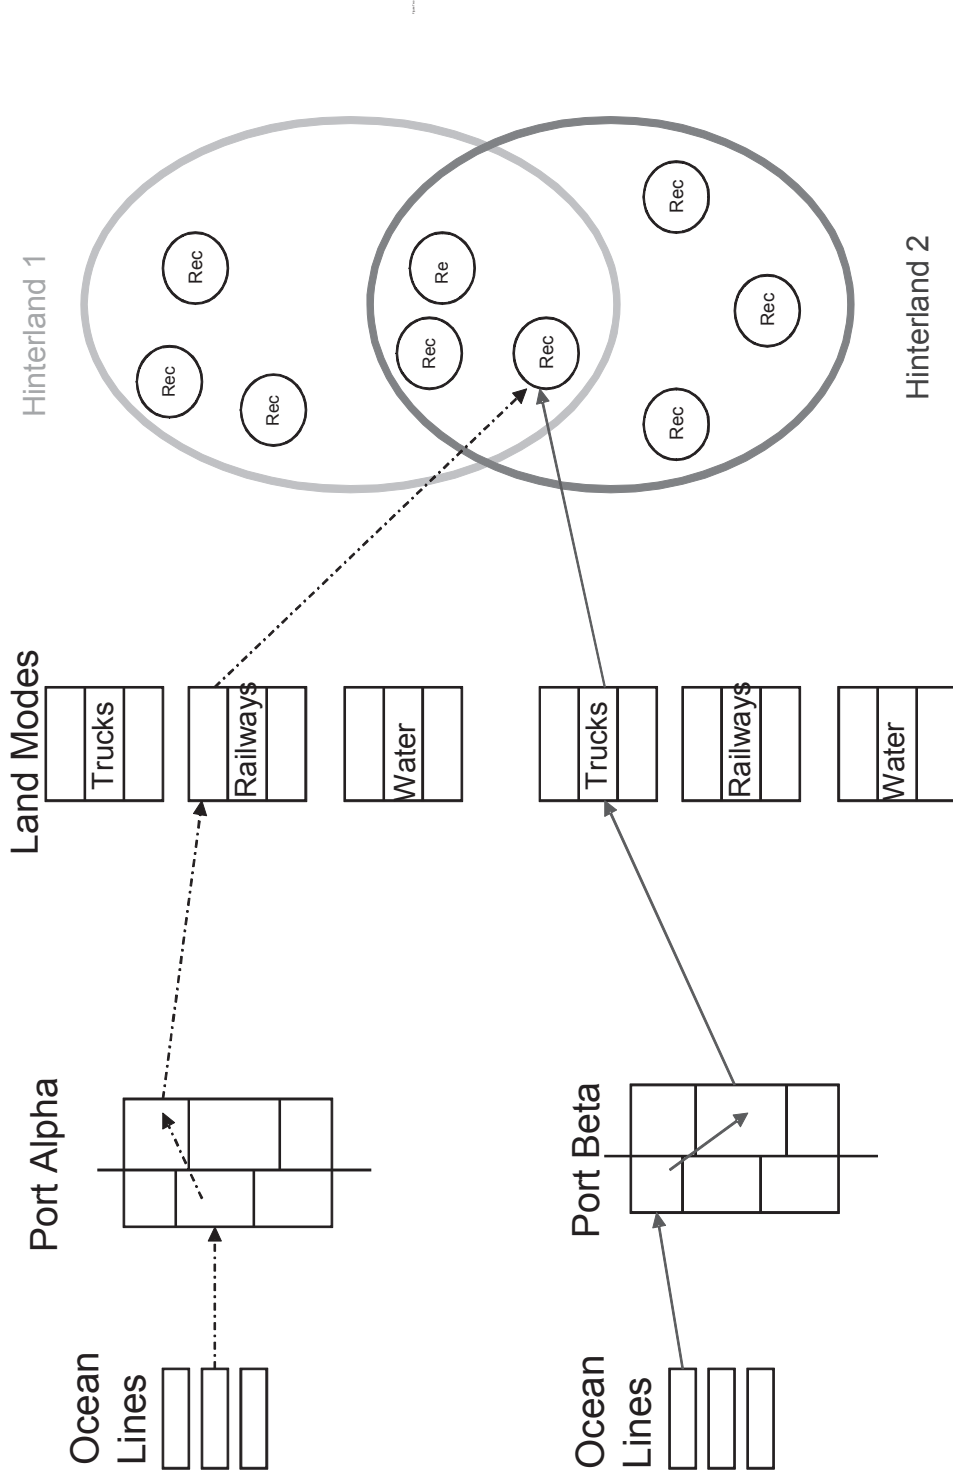 Ocean
Lines
Port Alpha
Land Modes
Trucks
Railways
Water
Hinterland 1
Rec
Rec
Rec
Rec
Re
Rec
Ocean
Lines
Port Beta
Trucks
Railways
Water
Rec
Rec
Rec
Hinterland 2